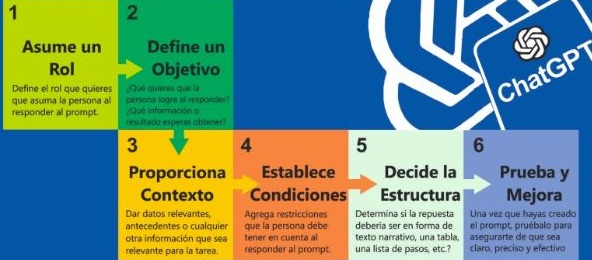 1
Asume un
Rol
Define el rol que quieres
que asuma la persona al
responder al prompt.
2
Define un
Objetivo
¿Qué quieres que la
persona logre al responder?
¿Qué información o
resultado esperas obtener?
3
Proporciona
Contexto
Dar datos relevantes,
antecedentes o cualquier
otra información que sea
relevante para la tarea.
4
Establece
Condiciones
Agrega restricciones
que la persona debe
tener en cuenta al
responder al prompt.
5
Decide la
Estructura
Determina si la repuesta
debería ser en forma de
texto narrativo, una tabla,
una lista de pasos, etc.?
6
Prueba y
Mejora
Una vez que hayas creado
el prompt, pruébalo para
asegurarte de que sea
claro, preciso y efectivo
ChatGPT